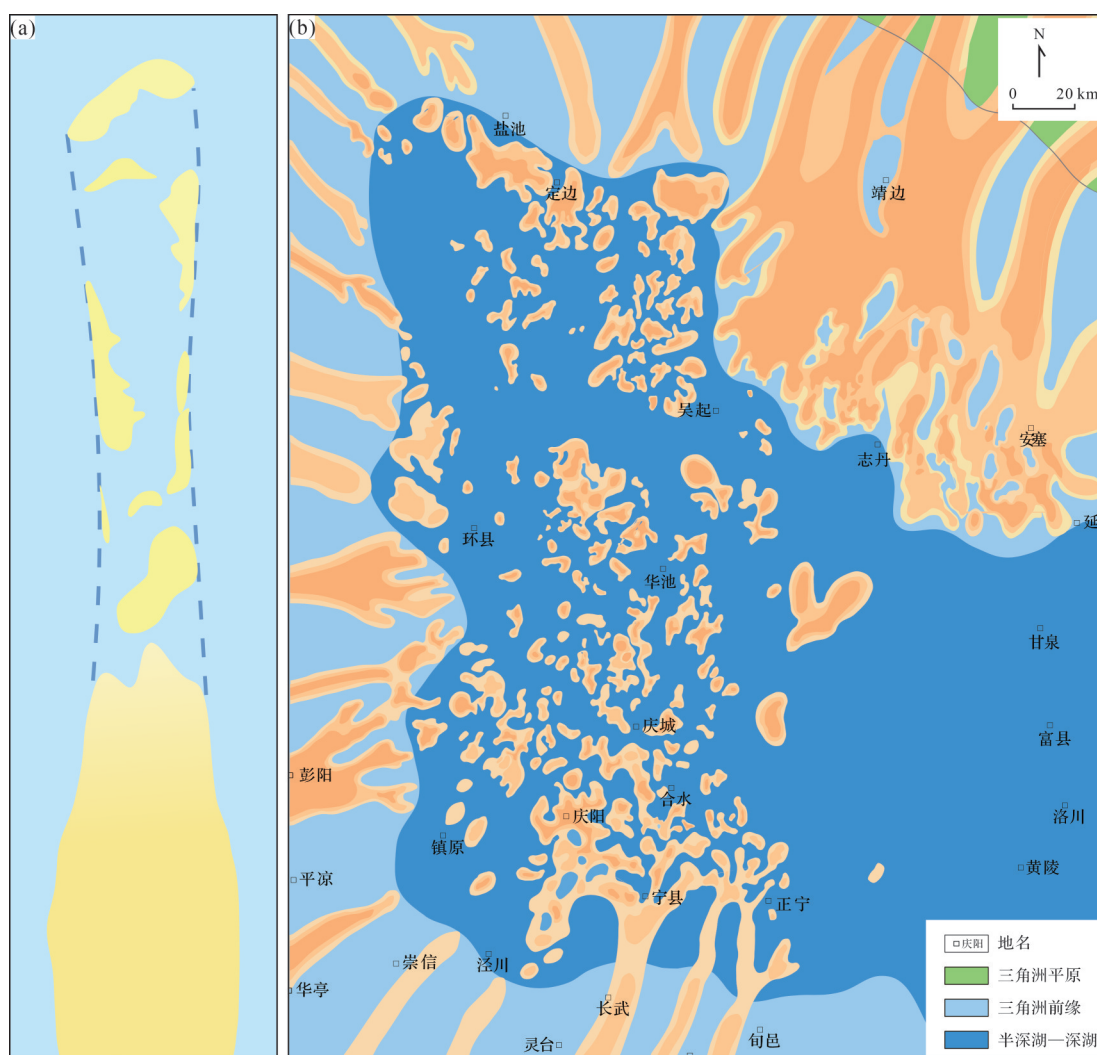 (a)
(b)
N
0 20 km
盐池
定边
靖边
吴起
志丹
安塞
延
环县
华池
甘泉
庆城
富县
彭阳
合水
洛川
庆阳
镇原
平凉
黄陵
宁县
正宁
崇信
泾川
华亭
长武
灵台
旬邑
庆阳 地名
三角洲平原
三角洲前缘
半深湖—深湖